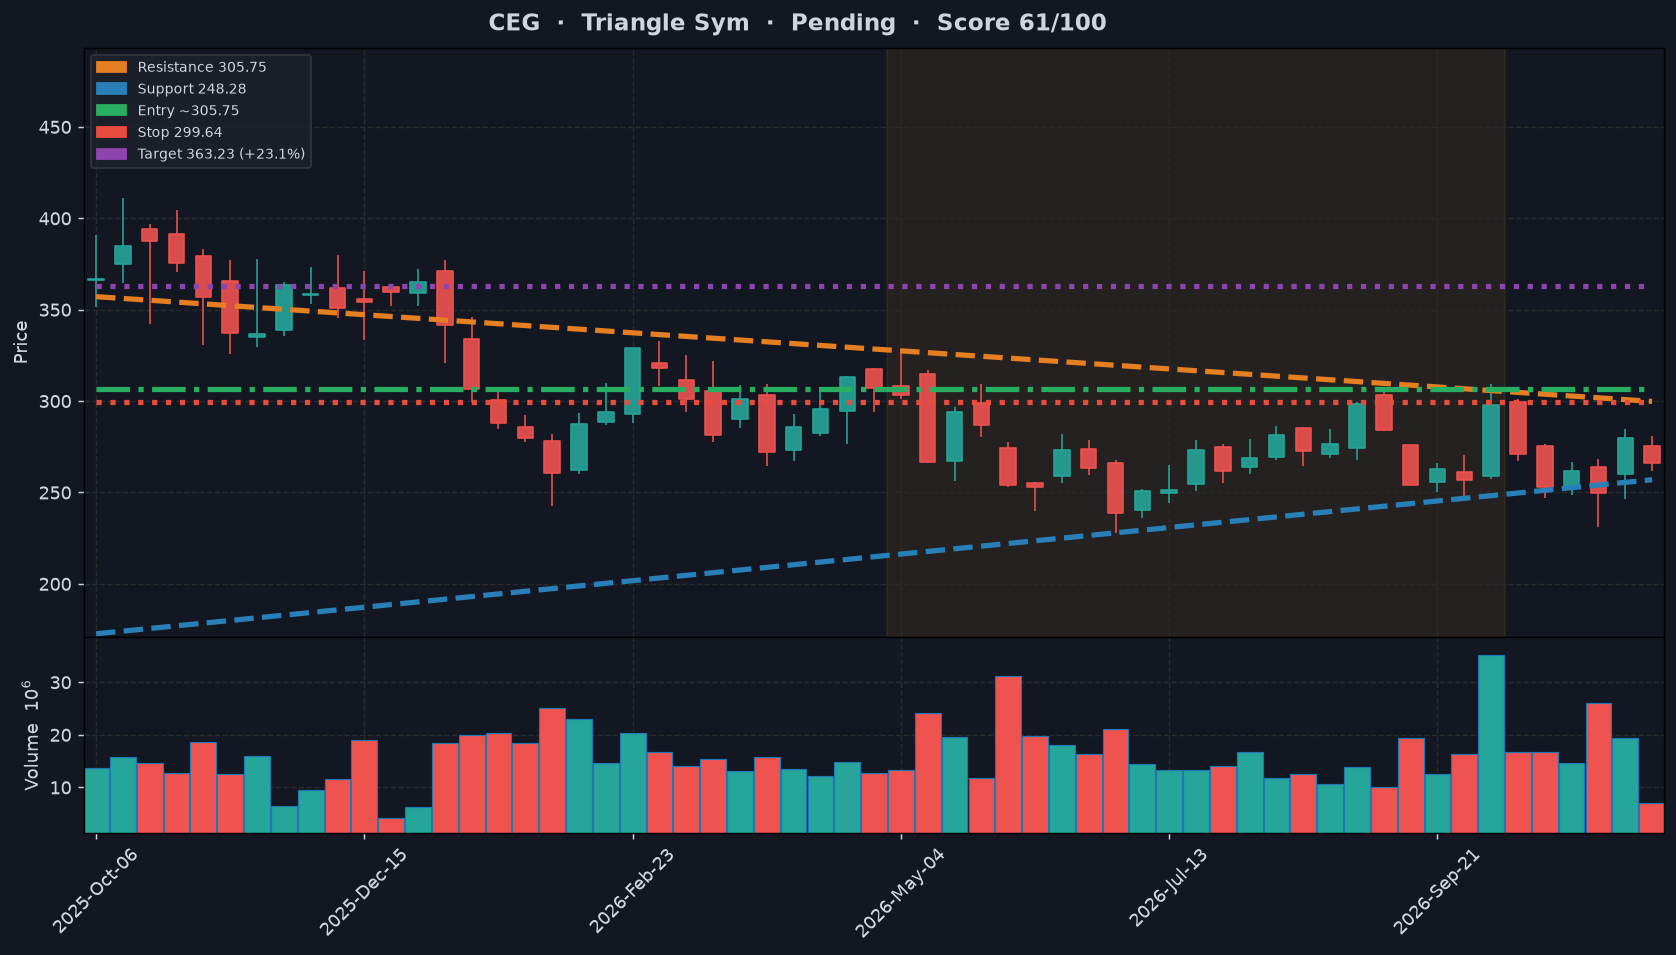 CEG · Triangle Sym · Pending · Score 61/100
Resistance 305.75
Support 248.28
Entry ~305.75
Stop 299.64
Target 363.23 (+23.1%)
Price
450
400
350
300
250
200
Volume 10⁶
30
20
10
2025-Oct-06
2025-Dec-15
2026-Feb-23
2026-May-04
2026-Jul-13
2026-Sep-21